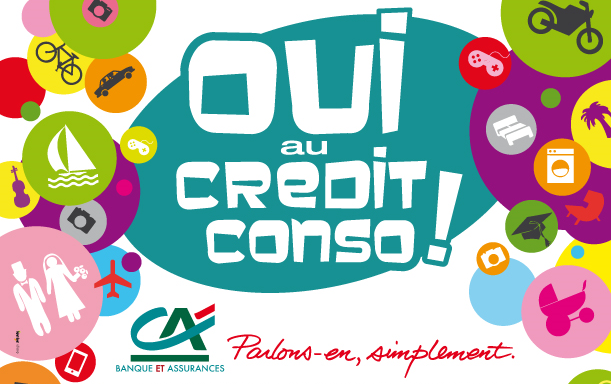 OUI
au
CREDIT
CONSO !
CA
BANQUE ET ASSURANCES
Parlons-en, simplement.